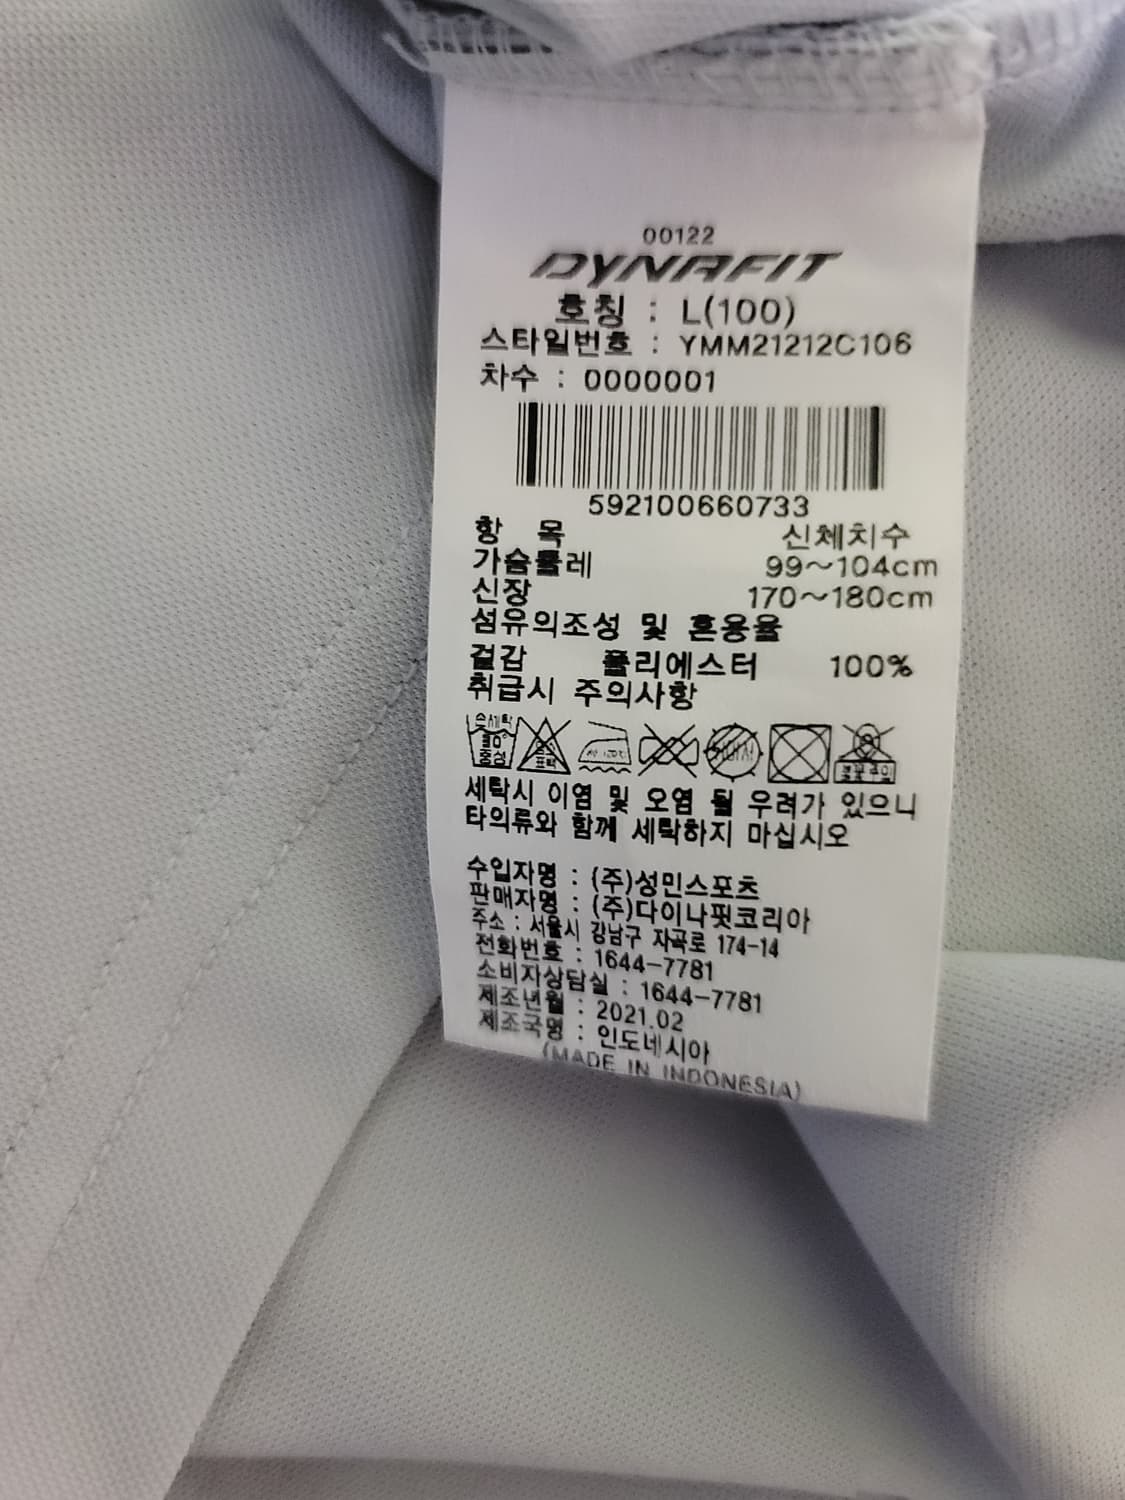 00122
DYNAFIT
호칭 : L(100)
스타일번호 : YMM21212C106
차수 : 0000001
592100660733
항 목 신체치수
가슴둘레 99~104cm
신장 170~180cm
섬유의조성 및 혼용율
겉감 폴리에스터 100%
취급시 주의사항
손세탁
중성
세탁시 이염 및 오염 될 우려가 있으니
타의류와 함께 세탁하지 마십시오
수입자명 : (주)성민스포츠
판매자명 : (주)다이나핏코리아
주소 : 서울시 강남구 자곡로 174-14
전화번호 : 1644-7781
소비자상담실 : 1644-7781
제조년월 : 2021.02
제조국명 : 인도네시아
(MADE IN INDONESIA)